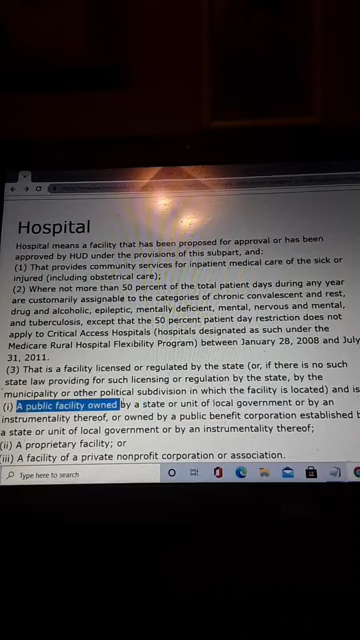 Hospital
Hospital means a facility that has been proposed for approval or has been
approved by HUD under the provisions of this subpart, and:
(1) That provides community services for inpatient medical care of the sick or
injured (including obstetrical care);
(2) Where not more than 50 percent of the total patient days during any year
are customarily assignable to the categories of chronic convalescent and rest,
drug and alcoholic, epileptic, mentally deficient, mental, nervous and mental,
and tuberculosis, except that the 50 percent patient day restriction does not
apply to Critical Access Hospitals (hospitals designated as such under the
Medicare Rural Hospital Flexibility Program) between January 28, 2008 and July
31, 2011.
(3) That is a facility licensed or regulated by the state (or, if there is no such
state law providing for such licensing or regulation by the state, by the
municipality or other political subdivision in which the facility is located) and is
(i) A public facility owned by a state or unit of local government or by an
instrumentality thereof, or owned by a public benefit corporation established b
a state or unit of local government or by an instrumentality thereof;
(ii) A proprietary facility; or
(iii) A facility of a private nonprofit corporation or association.
Type here to search